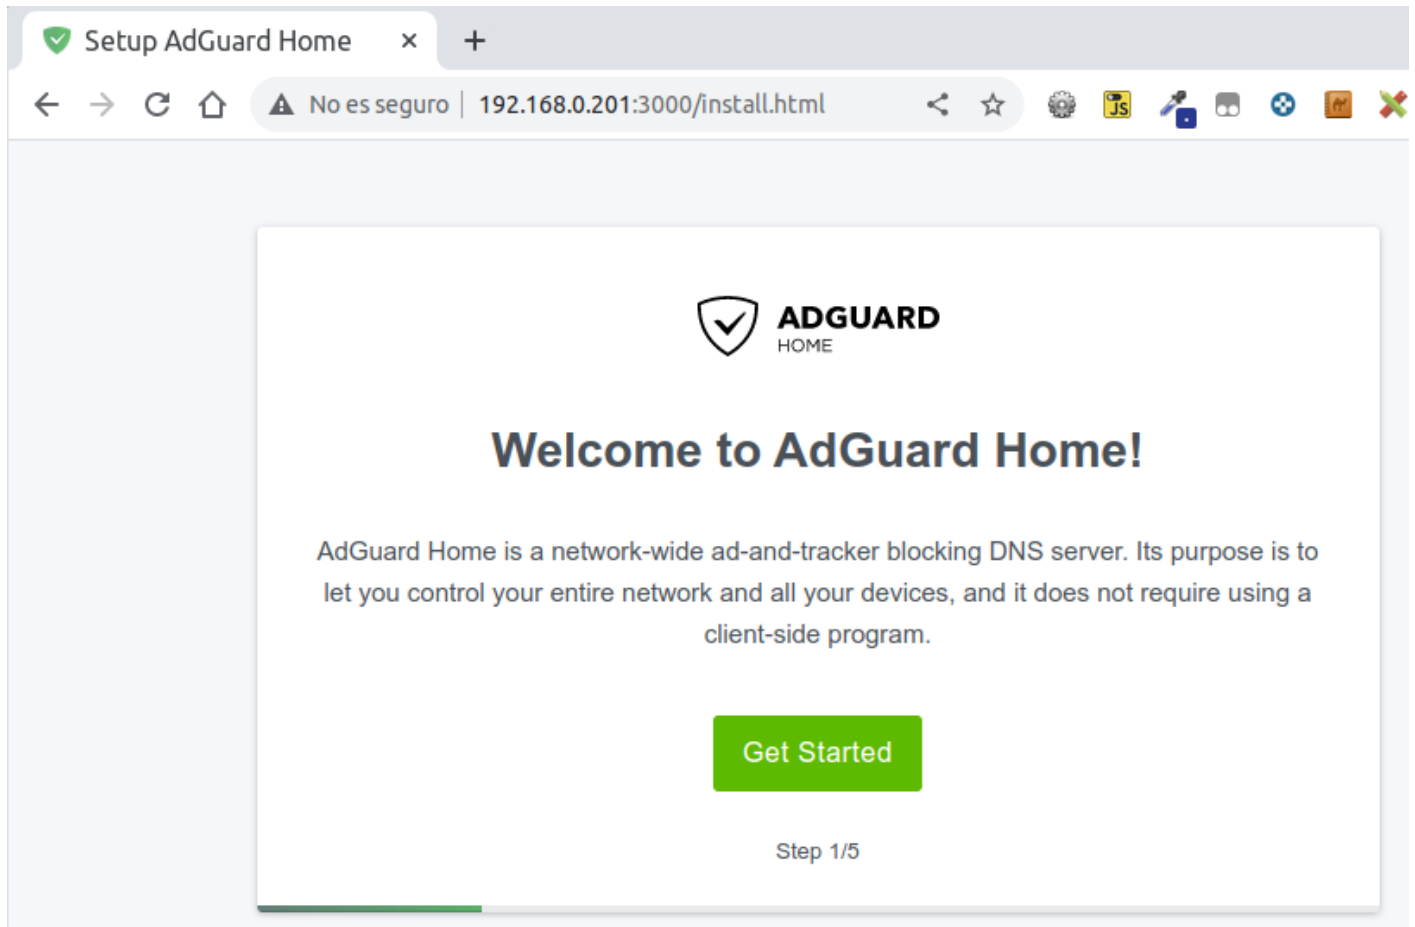 Setup AdGuard Home
No es seguro 192.168.0.201:3000/install.html
JS
ADGUARD
HOME
Welcome to AdGuard Home!
AdGuard Home is a network-wide ad-and-tracker blocking DNS server. Its purpose is to
let you control your entire network and all your devices, and it does not require using a
client-side program.
Get Started
Step 1/5